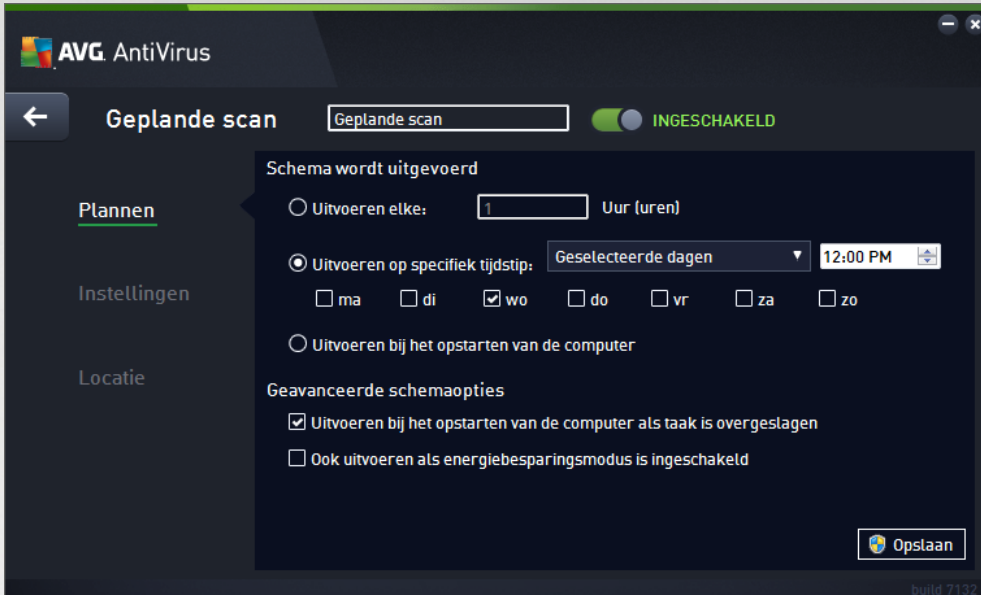 AVG. AntiVirus
Geplande scan
Geplande scan
INGESCHAKELD
Plannen
Instellingen
Locatie
Schema wordt uitgevoerd
Uitvoeren elke: 1 Uur (uren)
Uitvoeren op specifiek tijdstip: Geselecteerde dagen 12:00 PM
ma di wo do vr za zo
Uitvoeren bij het opstarten van de computer
Geavanceerde schemaopties
Uitvoeren bij het opstarten van de computer als taak is overgeslagen
Ook uitvoeren als energiebesparingsmodus is ingeschakeld
Opslaan
build 7132